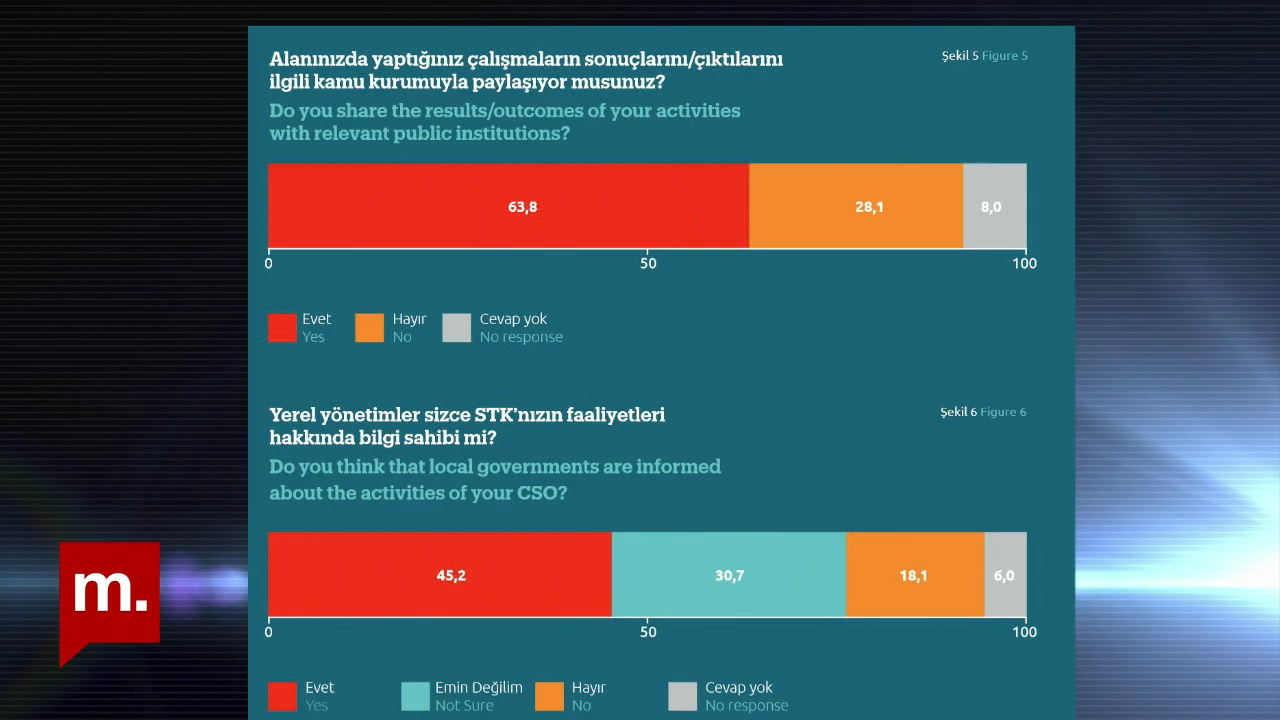 Alanınızda yaptığınız çalışmaların sonuçlarını/çıktılarını
ilgili kamu kurumuyla paylaşıyor musunuz?
Şekil 5 Figure 5
Do you share the results/outcomes of your activities
with relevant public institutions?
63,8 28,1 8,0
0 50 100
Evet Hayır Cevap yok
Yes No No response
Yerel yönetimler sizce STK’nızın faaliyetleri
hakkında bilgi sahibi mi?
Şekil 6 Figure 6
Do you think that local governments are informed
about the activities of your CSO?
45,2 30,7 18,1 6,0
0 50 100
Evet Emin Değilim Hayır Cevap yok
Yes Not Sure No No response
m.